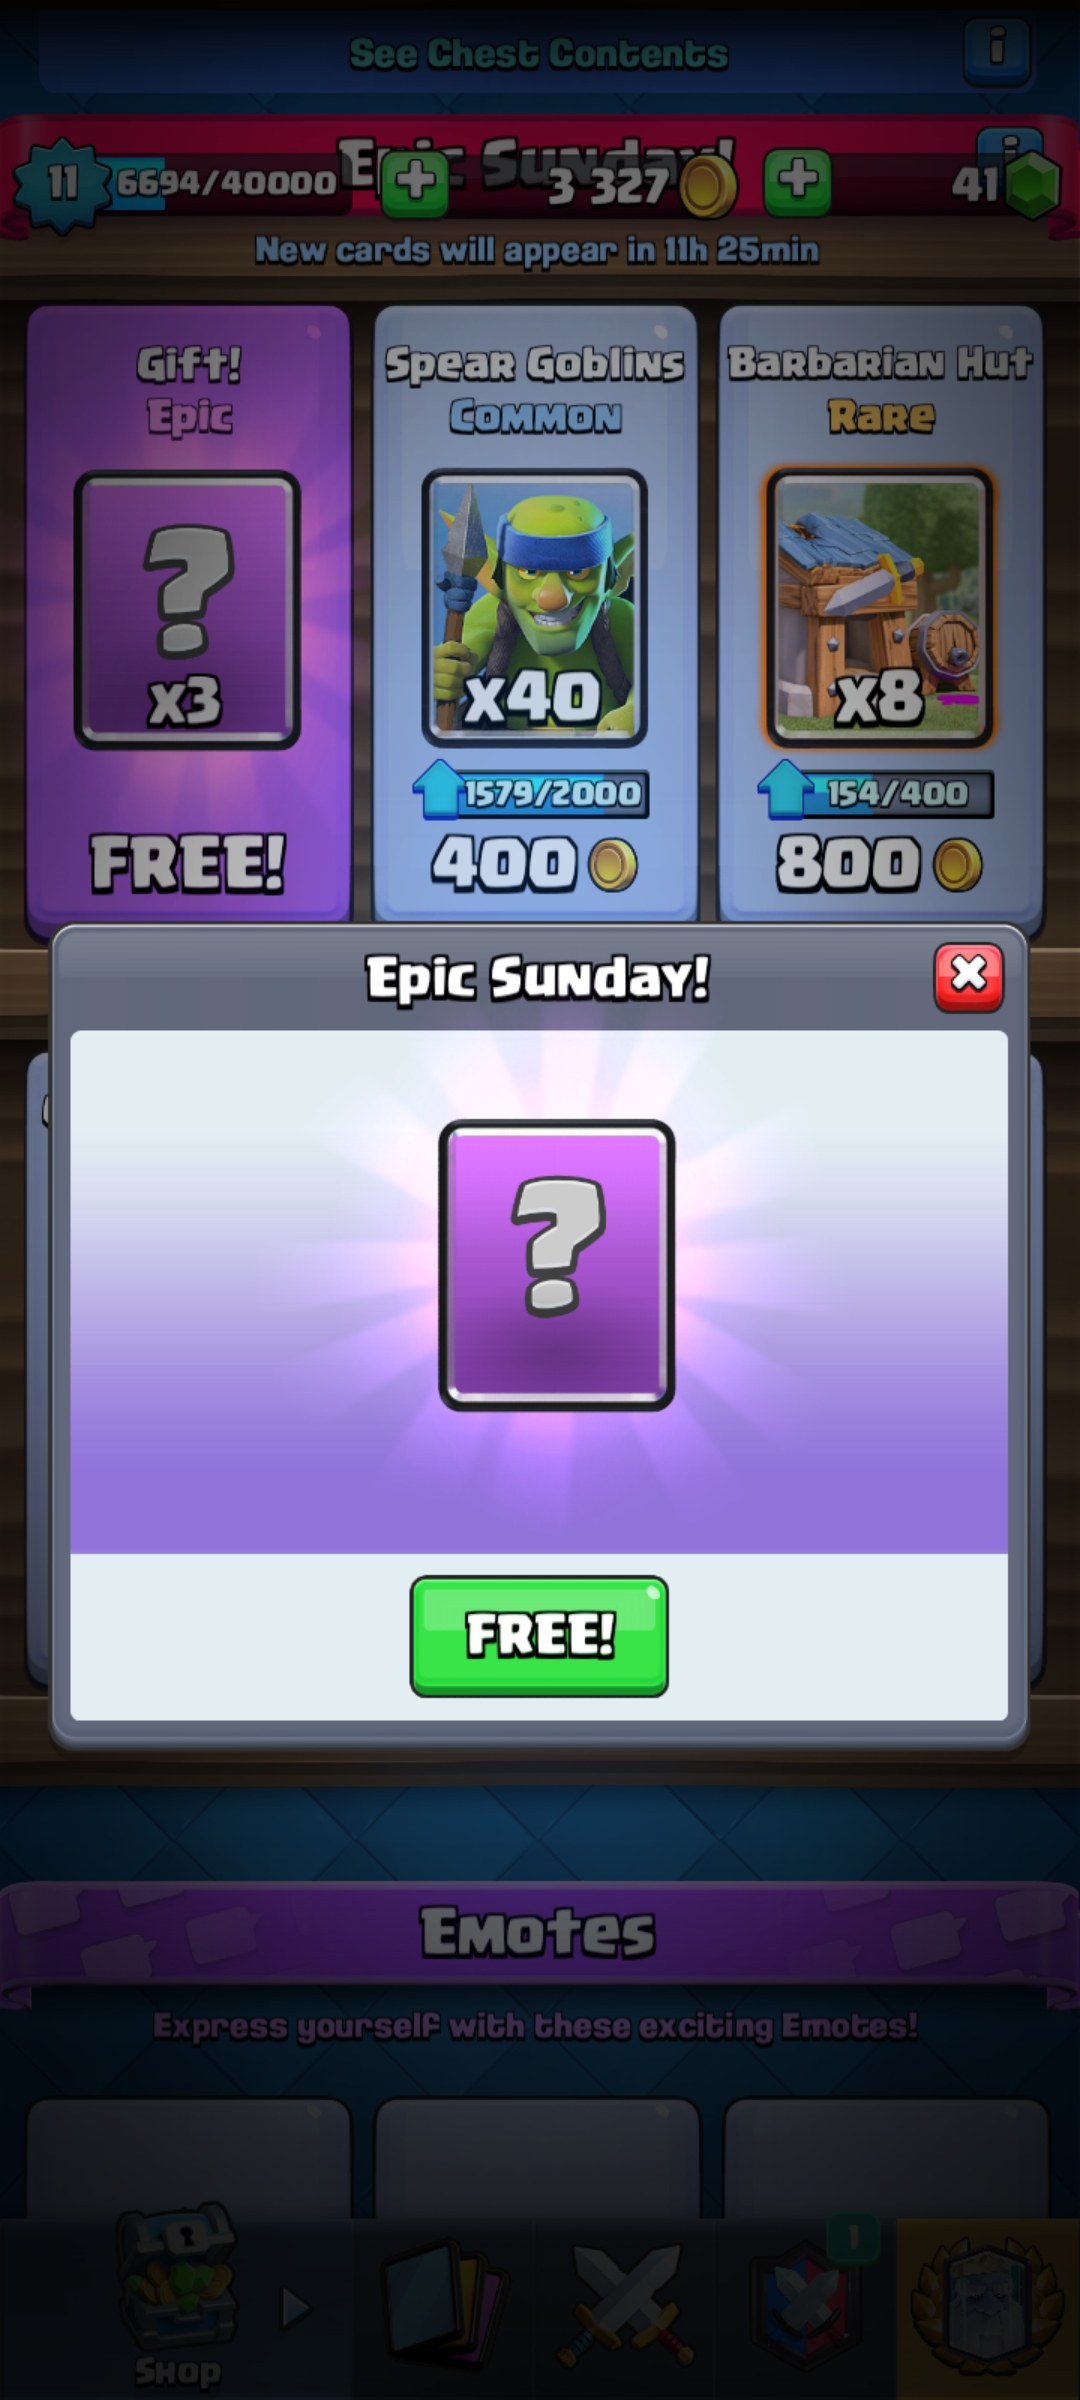 See Chest Contents
i
Epic Sunday!
i
11 6694/40000 + 3 327 + 41
New cards will appear in 11h 25min
Gift!
Epic
?
x3
FREE!
Spear Goblins
Common
x40
1579/2000
400
Barbarian Hut
Rare
x8
154/400
800
Epic Sunday!
?
FREE!
Emotes
Express yourself with these exciting Emotes!
1
Shop